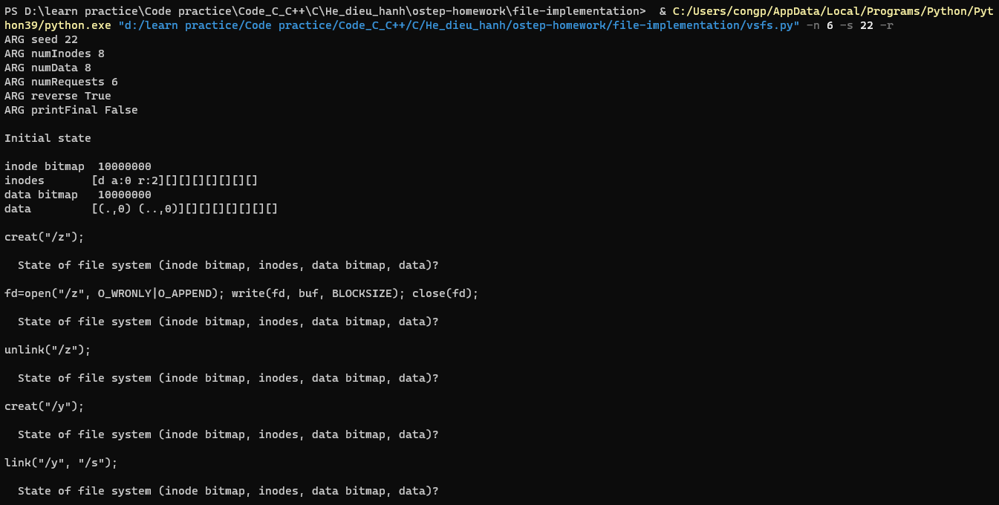 PS D:\learn practice\Code practice\Code_C_C++\C\He_dieu_hanh\ostep-homework\file-implementation>  & C:/Users/congp/AppData/Local/Programs/Python/Pyt
hon39/python.exe "d:/learn practice/Code practice/Code_C_C++/C/He_dieu_hanh/ostep-homework/file-implementation/vsfs.py" -n 6 -s 22 -r
ARG seed 22
ARG numInodes 8
ARG numData 8
ARG numRequests 6
ARG reverse True
ARG printFinal False
Initial state
inode bitmap  10000000
inodes       [d a:0 r:2][][][][][][][]
data bitmap   10000000
data         [(.,0) (..,0)][][][][][][][]
creat("/z");
  State of file system (inode bitmap, inodes, data bitmap, data)?
fd=open("/z", O_WRONLY|O_APPEND); write(fd, buf, BLOCKSIZE); close(fd);
  State of file system (inode bitmap, inodes, data bitmap, data)?
unlink("/z");
  State of file system (inode bitmap, inodes, data bitmap, data)?
creat("/y");
  State of file system (inode bitmap, inodes, data bitmap, data)?
link("/y", "/s");
  State of file system (inode bitmap, inodes, data bitmap, data)?